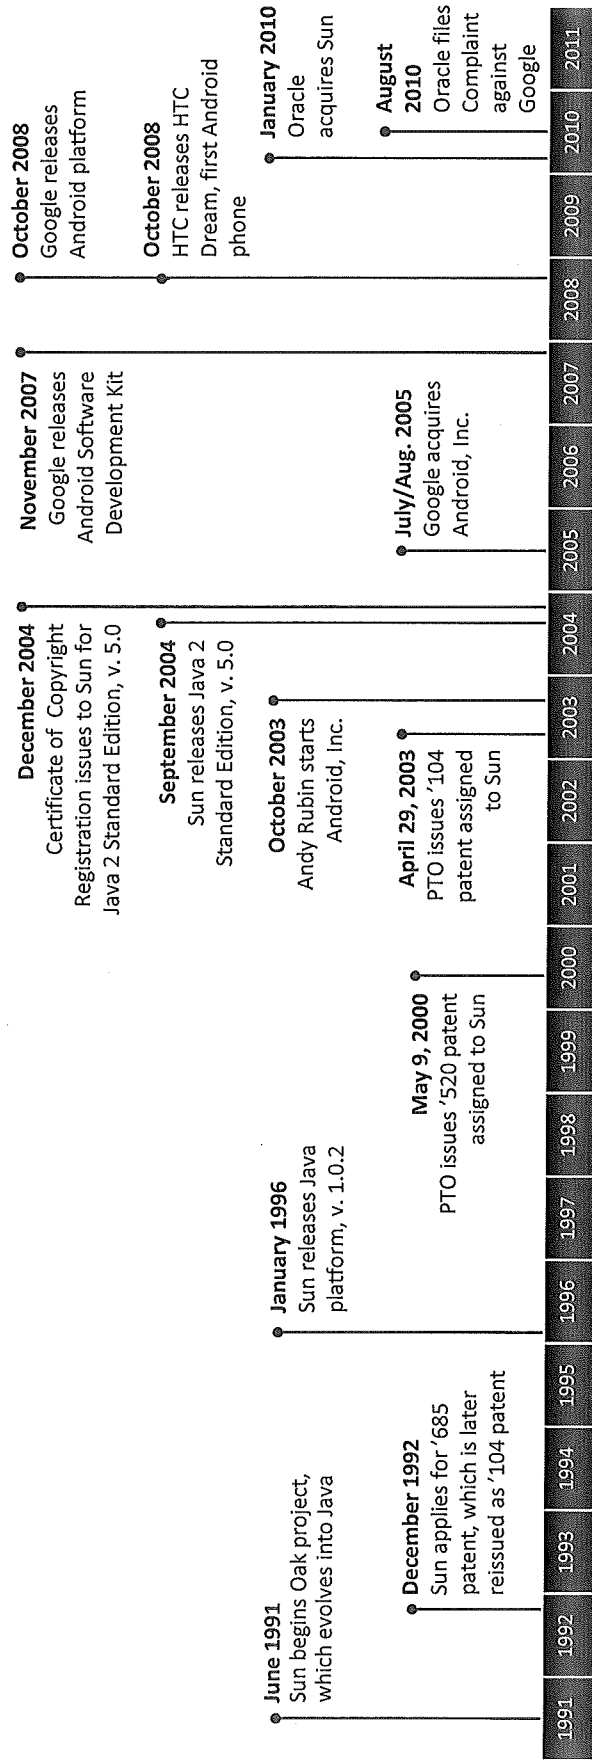 June 1991
Sun begins Oak project,
which evolves into Java
December 1992
Sun applies for '685
patent, which is later
reissued as '104 patent
January 1996
Sun releases Java
platform, v. 1.0.2
May 9, 2000
PTO issues '520 patent
assigned to Sun
April 29, 2003
PTO issues '104
patent assigned
to Sun
October 2003
Andy Rubin starts
Android, Inc.
September 2004
Sun releases Java 2
Standard Edition, v. 5.0
December 2004
Certificate of Copyright
Registration issues to Sun for
Java 2 Standard Edition, v. 5.0
July/Aug. 2005
Google acquires
Android, Inc.
November 2007
Google releases
Android Software
Development Kit
October 2008
Google releases
Android platform
October 2008
HTC releases HTC
Dream, first Android
phone
January 2010
Oracle
acquires Sun
August
2010
Oracle files
Complaint
against
Google
1991 1992 1993 1994 1995 1996 1997 1998 1999 2000 2001 2002 2003 2004 2005 2006 2007 2008 2009 2010 2011